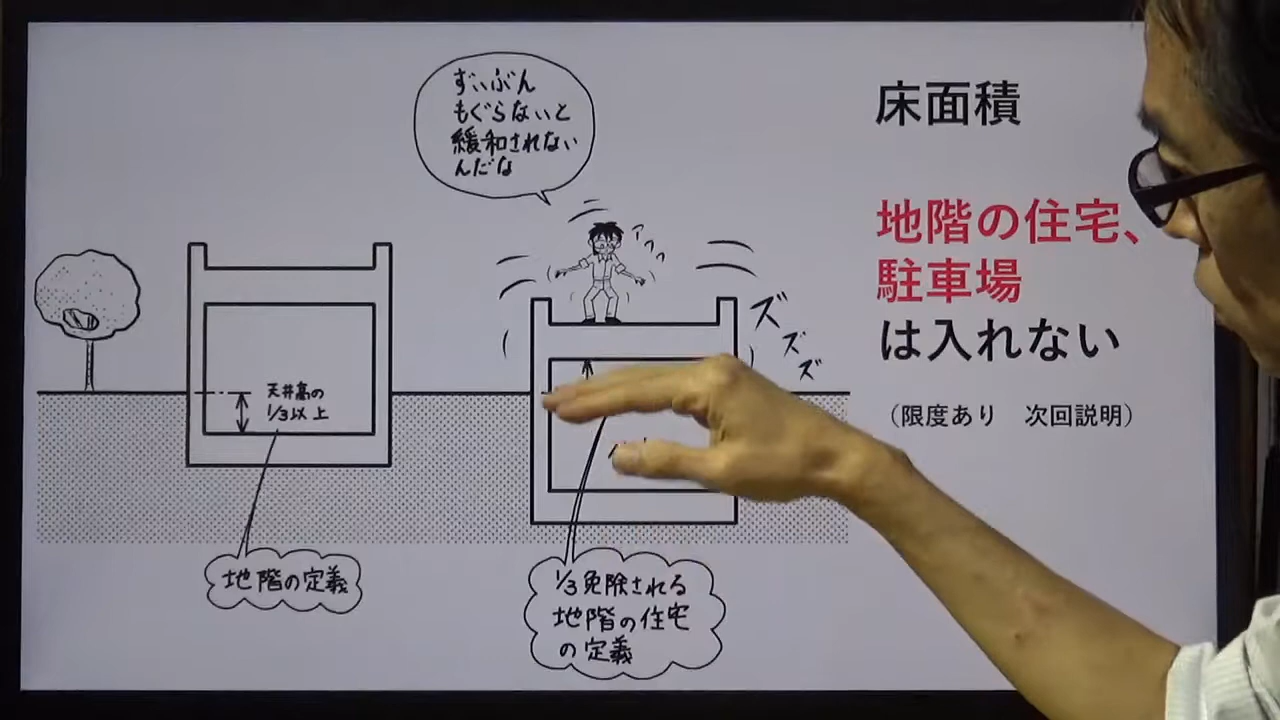 ずいぶん
もぐらないと
緩和されない
んだな
床面積
地階の住宅、
駐車場
は入れない
（限度あり　次回説明）
ズ
ズ
ズ
天井高の
1/3以上
地階の定義
1/3免除される
地階の住宅
の定義